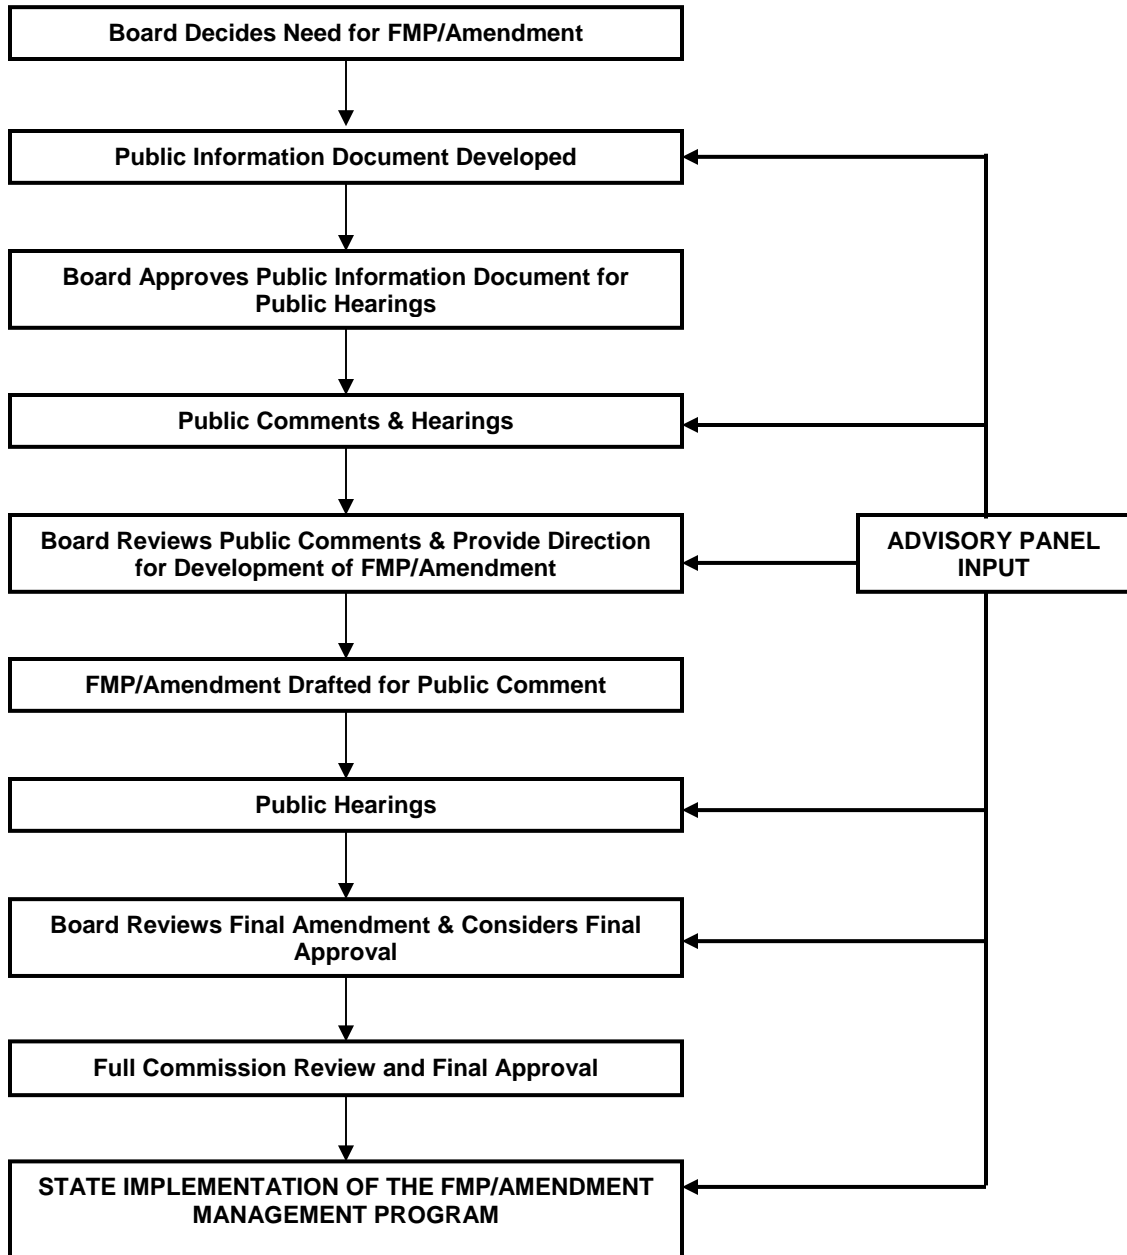 Board Decides Need for FMP/Amendment
Public Information Document Developed
Board Approves Public Information Document for
Public Hearings
Public Comments & Hearings
Board Reviews Public Comments & Provide Direction
for Development of FMP/Amendment
ADVISORY PANEL
INPUT
FMP/Amendment Drafted for Public Comment
Public Hearings
Board Reviews Final Amendment & Considers Final
Approval
Full Commission Review and Final Approval
STATE IMPLEMENTATION OF THE FMP/AMENDMENT
MANAGEMENT PROGRAM